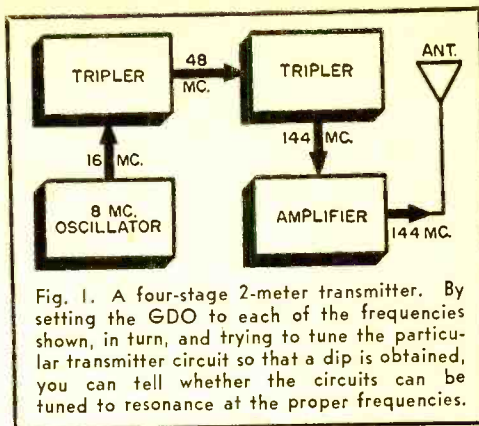 ANT.
TRIPLER
48
MC.
TRIPLER
16 MC.
144 MC.
8 MC.
OSCILLATOR
AMPLIFIER
144 MC.
Fig. 1. A four-stage 2-meter transmitter. By
setting the GDO to each of the frequencies
shown, in turn, and trying to tune the particu-
lar transmitter circuit so that a dip is obtained,
you can tell whether the circuits can be
tuned to resonance at the proper frequencies.